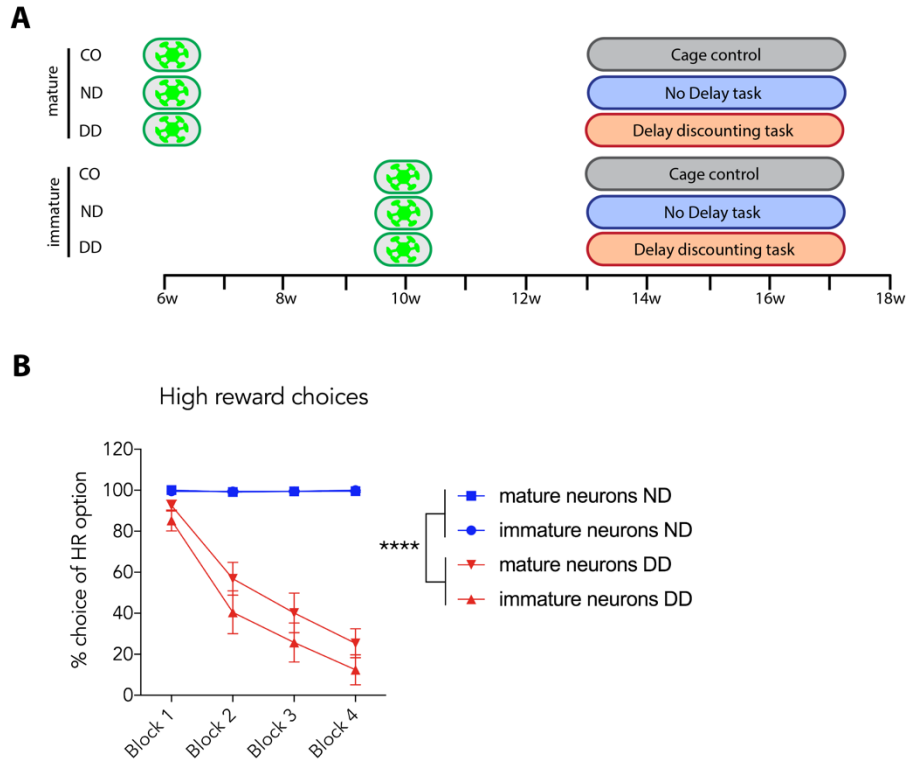 A
mature
CO
Cage control
ND
No Delay task
DD
Delay discounting task
immature
CO
Cage control
ND
No Delay task
DD
Delay discounting task
6w 8w 10w 12w 14w 16w 18w
B
High reward choices
% choice of HR option
120
100
80
60
40
20
0
Block 1 Block 2 Block 3 Block 4
****
mature neurons ND
immature neurons ND
mature neurons DD
immature neurons DD